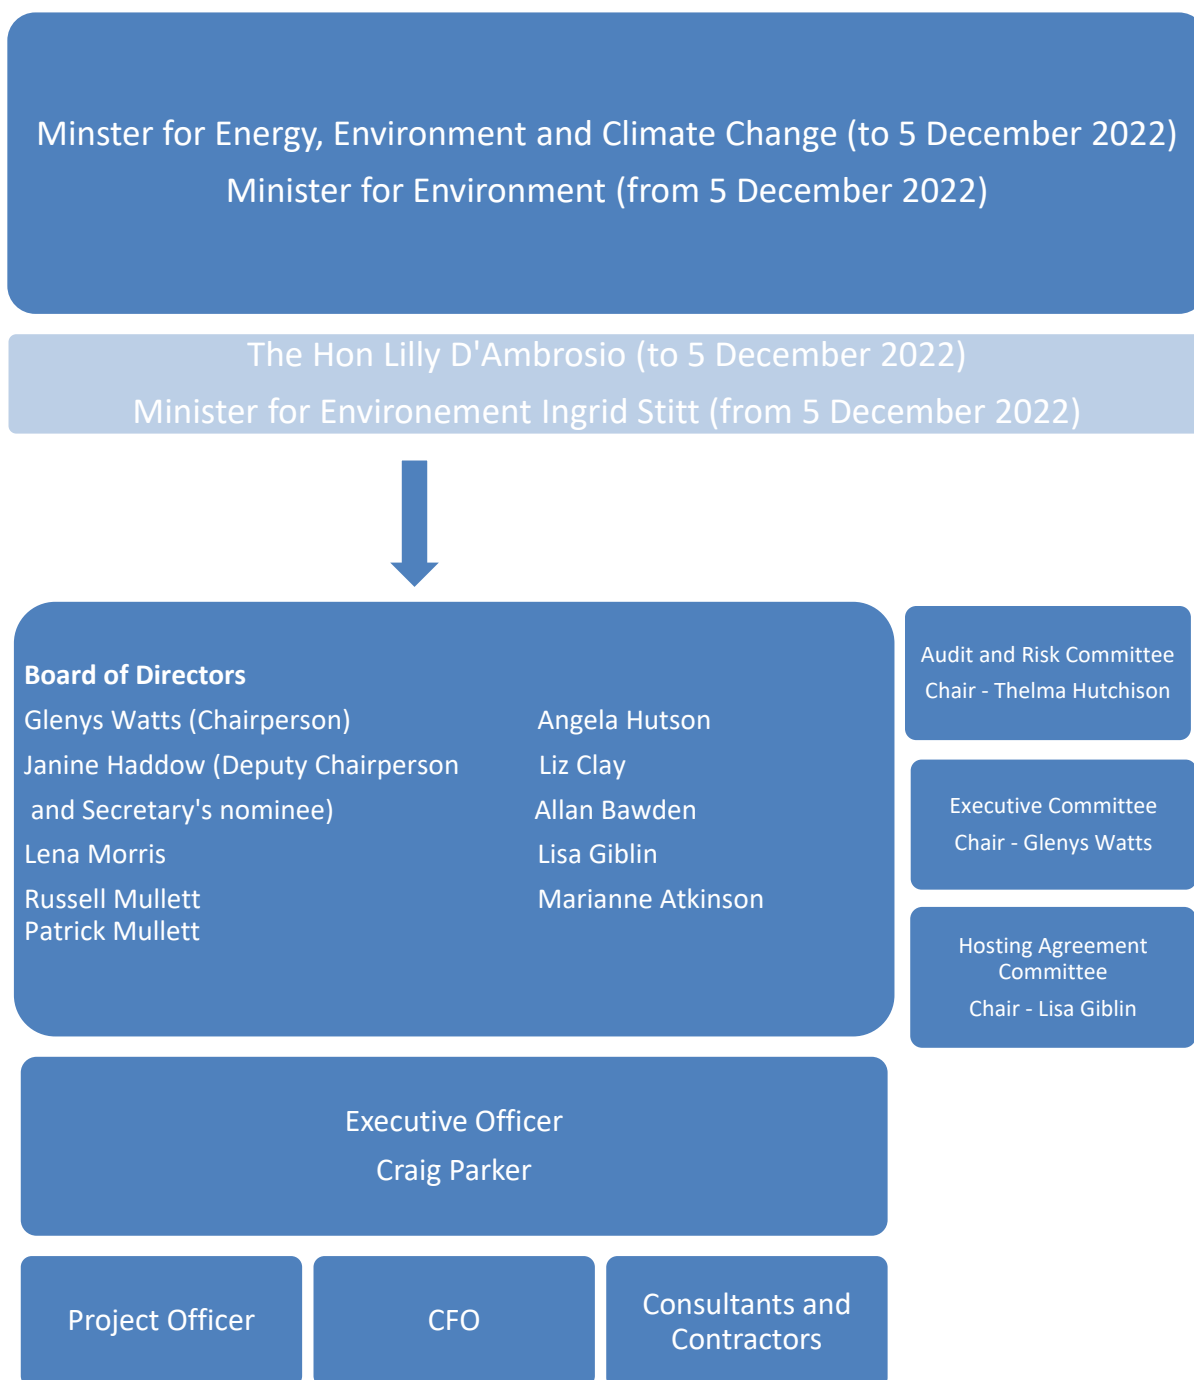 Minster for Energy, Environment and Climate Change (to 5 December 2022)
Minister for Environment (from 5 December 2022)
The Hon Lilly D'Ambrosio (to 5 December 2022)
Minister for Environement Ingrid Stitt (from 5 December 2022)
Board of Directors
Glenys Watts (Chairperson)
Janine Haddow (Deputy Chairperson
and Secretary's nominee)
Lena Morris
Russell Mullett
Patrick Mullett
Angela Hutson
Liz Clay
Allan Bawden
Lisa Giblin
Marianne Atkinson
Audit and Risk Committee
Chair - Thelma Hutchison
Executive Committee
Chair - Glenys Watts
Hosting Agreement
Committee
Chair - Lisa Giblin
Executive Officer
Craig Parker
Project Officer
CFO
Consultants and
Contractors